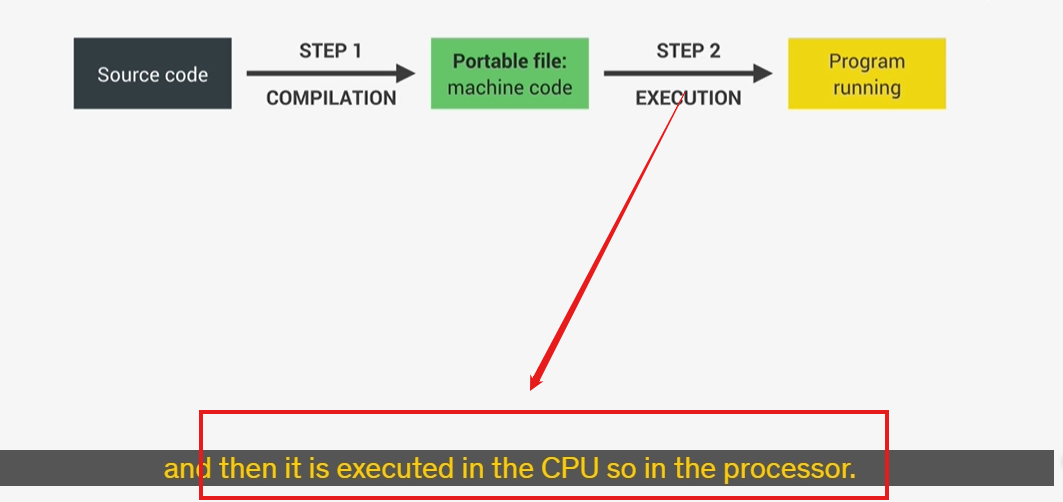 Source code
STEP 1
COMPILATION
Portable file:
machine code
STEP 2
EXECUTION
Program
running
and then it is executed in the CPU so in the processor.